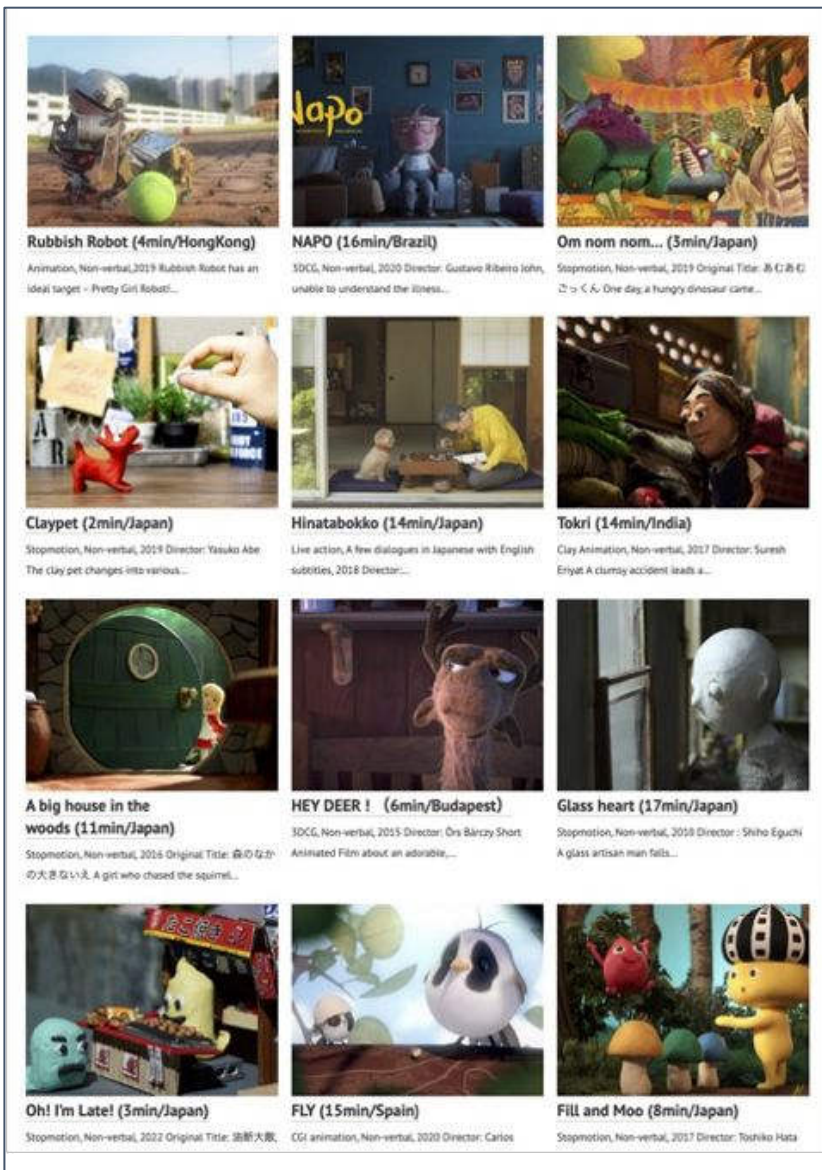 Napo
Rubbish Robot (4min/HongKong)
Animation, Non-verbal,2019 Rubbish Robot has an
ideal target – Pretty Girl Robot!...
NAPO (16min/Brazil)
3DCG, Non-verbal, 2020 Director: Gustavo Ribeiro John,
unable to understand the illness...
Om nom nom... (3min/Japan)
Stopmotion, Non-verbal, 2019 Original Title: あむあむ
ごっくん One day, a hungry dinosaur came...
Claypet (2min/Japan)
Stopmotion, Non-verbal, 2019 Director: Yasuko Abe
The clay pet changes into various...
Hinatabokko (14min/Japan)
Live action, A few dialogues in Japanese with English
subtitles, 2018 Director:...
Tokri (14min/India)
Clay Animation, Non-verbal, 2017 Director: Suresh
Eriyat A clumsy accident leads a...
A big house in the
woods (11min/Japan)
Stopmotion, Non-verbal, 2016 Original Title: 森のなか
の大きないえ A girl who chased the squirrel...
HEY DEER！（6min/Budapest）
3DCG, Non-verbal, 2015 Director: Örs Bárczy Short
Animated Film about an adorable,...
Glass heart (17min/Japan)
Stopmotion, Non-verbal, 2018 Director : Shiho Eguchi
A glass artisan man falls...
たこ焼き
Oh! I'm Late! (3min/Japan)
Stopmotion, Non-verbal, 2022 Original Title: 油断大敵,
FLY (15min/Spain)
CGI animation, Non-verbal, 2020 Director: Carlos
Fill and Moo (8min/Japan)
Stopmotion, Non-verbal, 2017 Director: Toshiko Hata